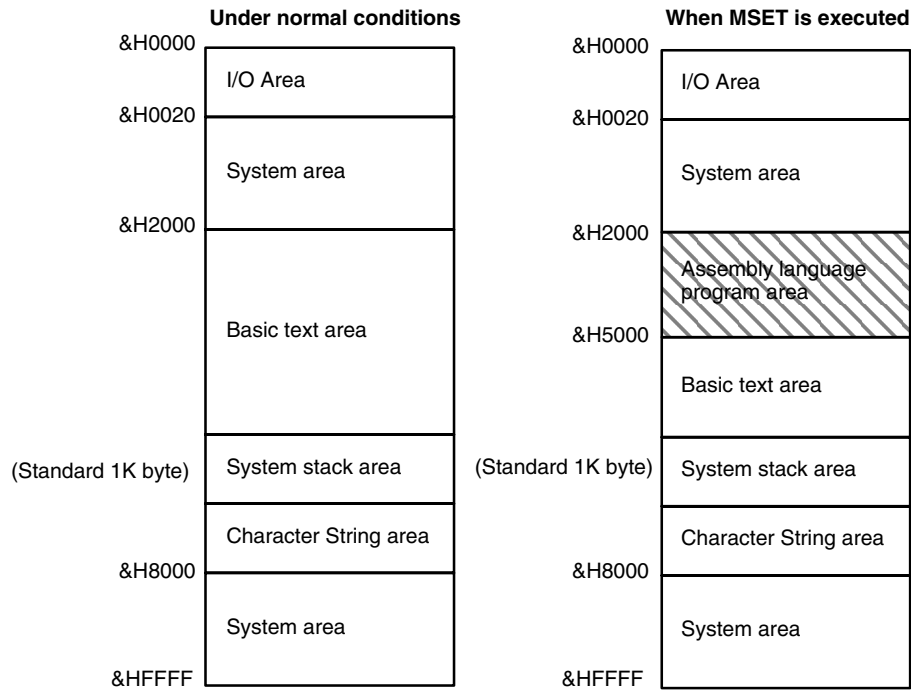 Under normal conditions
&H0000
I/O Area
&H0020
System area
&H2000
Basic text area
(Standard 1K byte)
System stack area
Character String area
&H8000
System area
&HFFFF
When MSET is executed
&H0000
I/O Area
&H0020
System area
&H2000
Assembly language
program area
&H5000
Basic text area
(Standard 1K byte)
System stack area
Character String area
&H8000
System area
&HFFFF